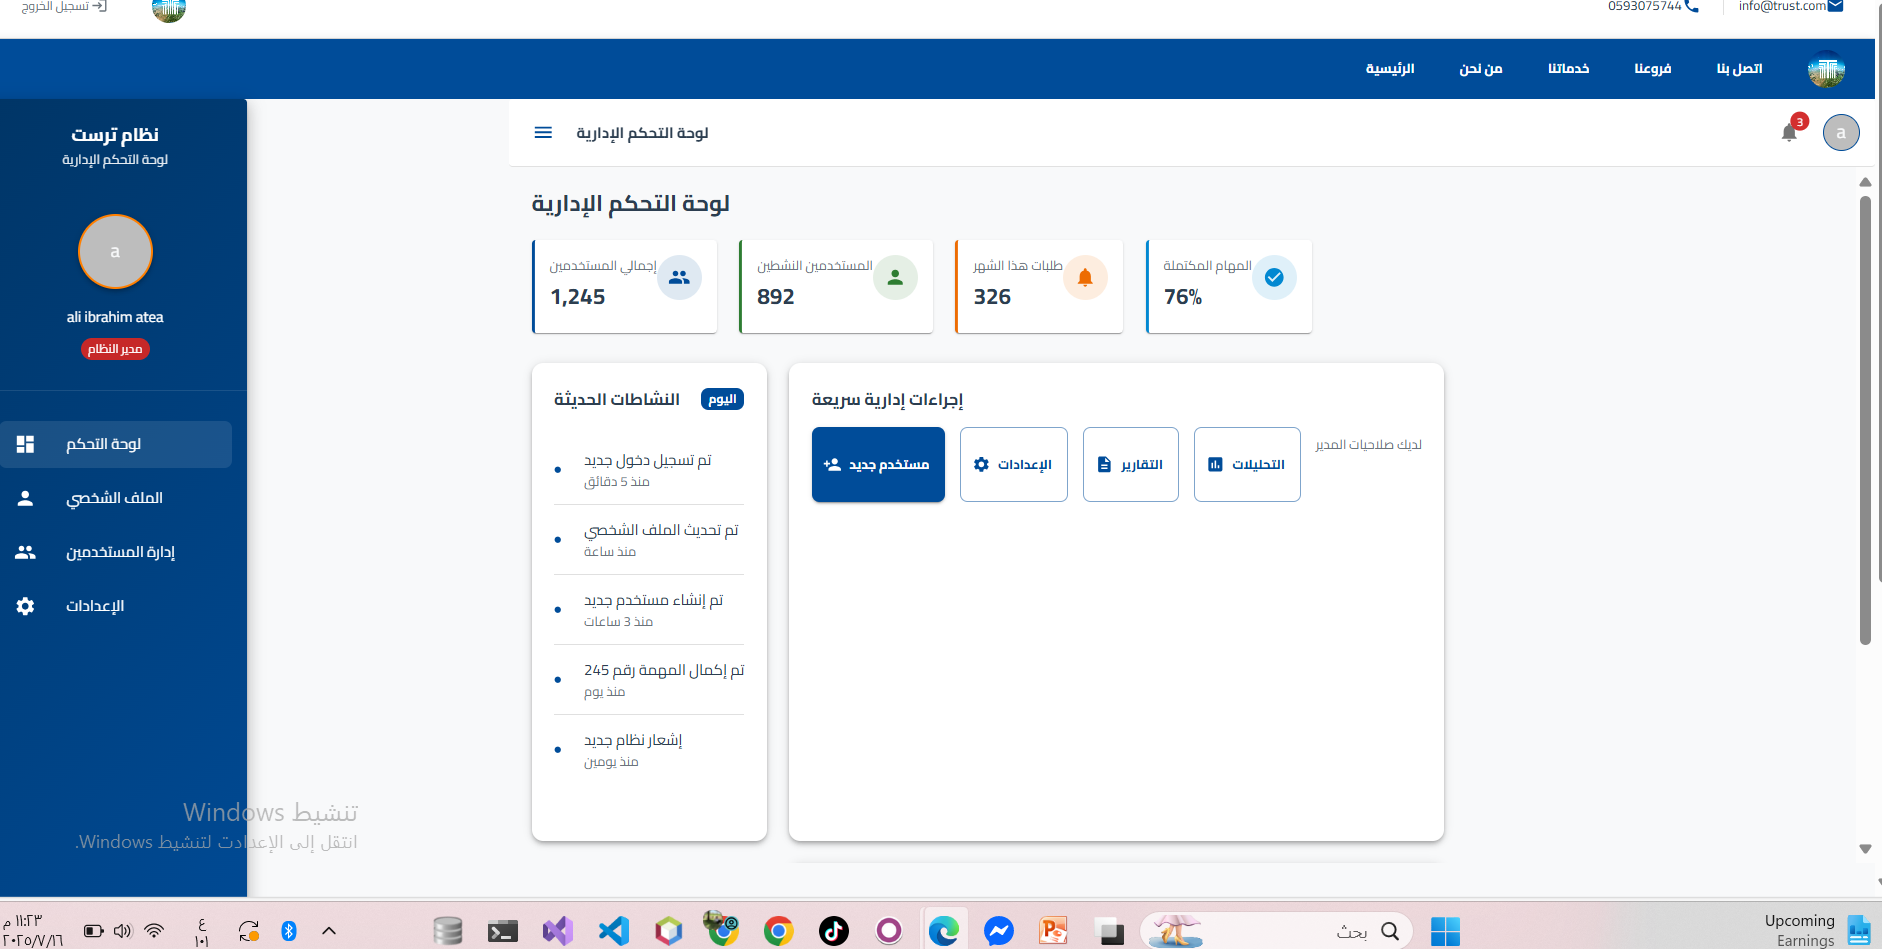 info@trust.com
0593075744
تسجيل الخروج
اتصل بنا
فروعنا
خدماتنا
من نحن
الرئيسية
نظام ترست
لوحة التحكم الإدارية
a
ali ibrahim atea
مدير النظام
لوحة التحكم
الملف الشخصي
إدارة المستخدمين
الإعدادات
a
3
لوحة التحكم الإدارية
لوحة التحكم الإدارية
إجمالي المستخدمين
1,245
المستخدمين النشطين
892
طلبات هذا الشهر
326
المهام المكتملة
76%
النشاطات الحديثة
اليوم
تم تسجيل دخول جديد
منذ 5 دقائق
تم تحديث الملف الشخصي
منذ ساعة
تم إنشاء مستخدم جديد
منذ 3 ساعات
تم إكمال المهمة رقم 245
منذ يوم
إشعار نظام جديد
منذ يومين
إجراءات إدارية سريعة
مستخدم جديد
الإعدادات
التقارير
التحليلات
لديك صلاحيات المدير
تنشيط Windows
انتقل إلى الإعدادت لتنشيط Windows.
Upcoming
Earnings
بحث
ع
١٠١
١١:٢٣ م
٢٠٢٥/٧/١٦